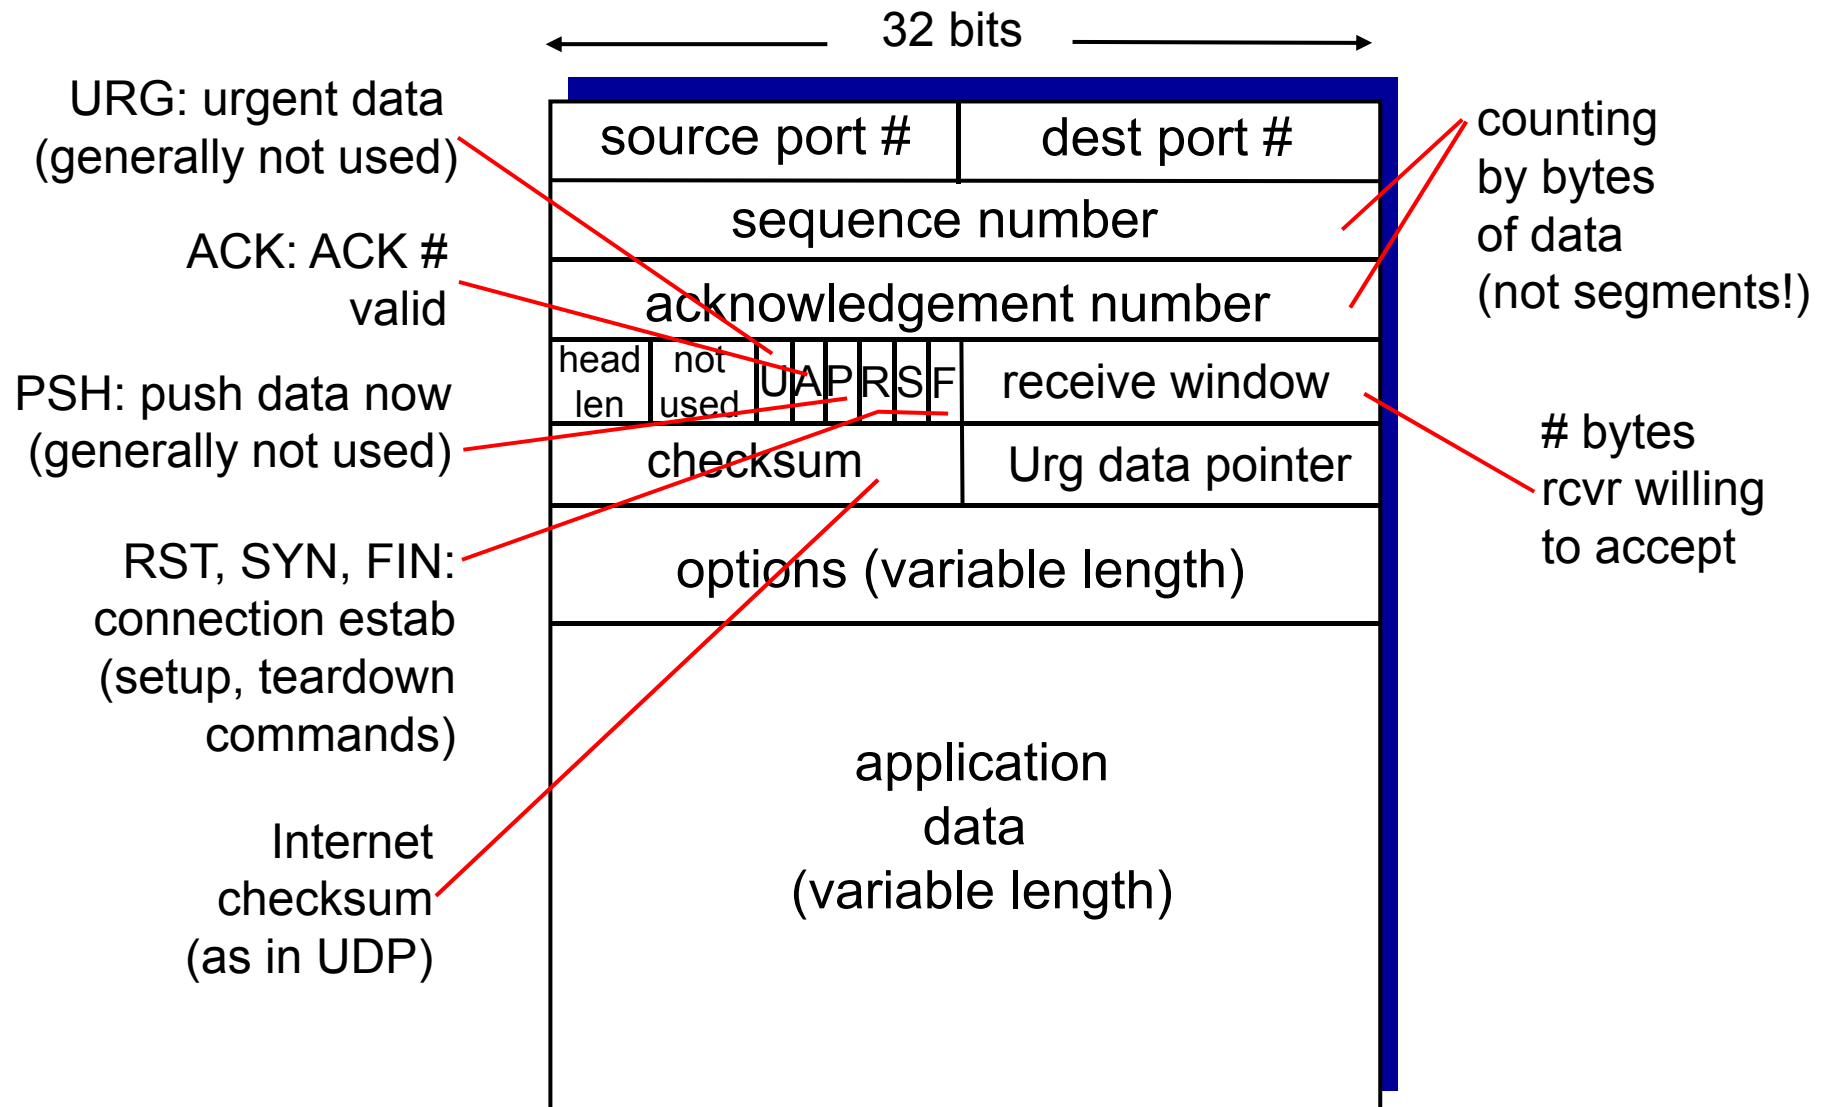 32 bits
URG: urgent data
(generally not used)
ACK: ACK #
valid
PSH: push data now
(generally not used)
RST, SYN, FIN:
connection estab
(setup, teardown
commands)
Internet
checksum
(as in UDP)
source port #
dest port #
sequence number
acknowledgement number
head
len
not
used
U
A
P
R
S
F
receive window
checksum
Urg data pointer
options (variable length)
application
data
(variable length)
counting
by bytes
of data
(not segments!)
# bytes
rcvr willing
to accept